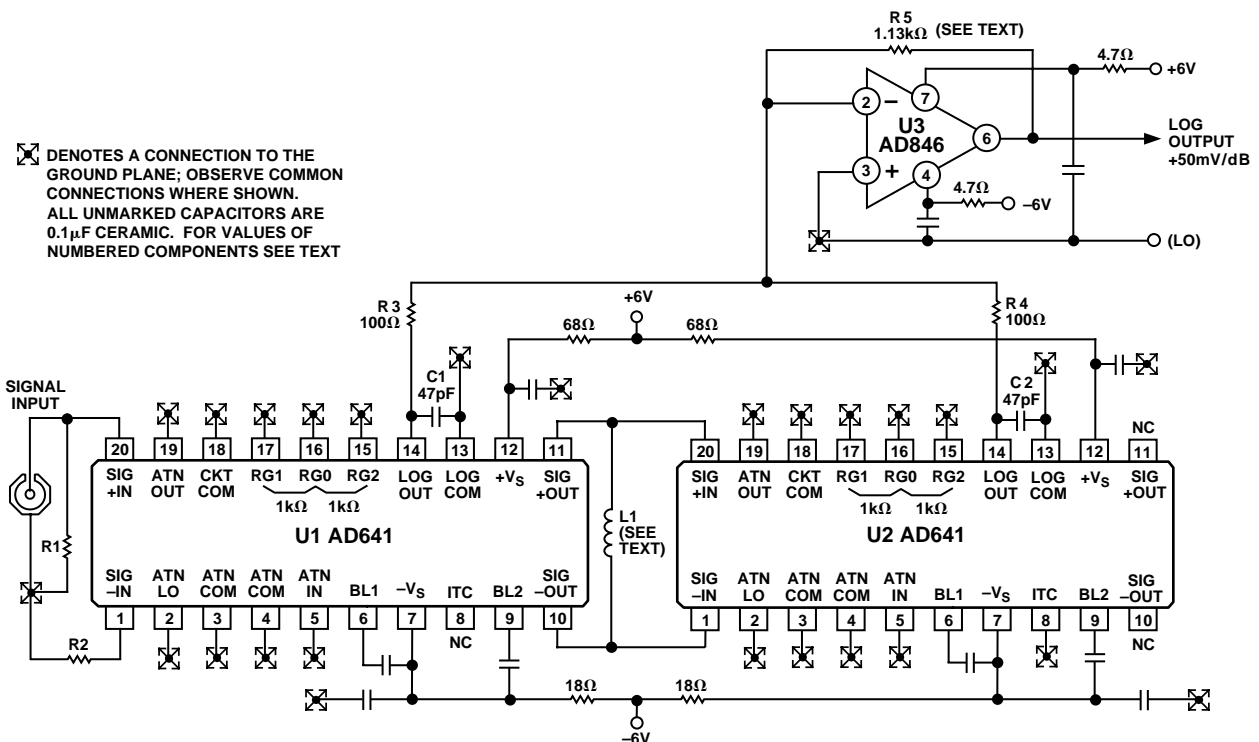 R5
1.13kΩ (SEE TEXT)
4.7Ω
+6V
7
2
−
U3
AD846
6
LOG
OUTPUT
+50mV/dB
3
+
4
4.7Ω
−6V
(LO)
DENOTES A CONNECTION TO THE
GROUND PLANE; OBSERVE COMMON
CONNECTIONS WHERE SHOWN.
ALL UNMARKED CAPACITORS ARE
0.1μF CERAMIC. FOR VALUES OF
NUMBERED COMPONENTS SEE TEXT
R3
100Ω
+6V
68Ω
68Ω
R4
100Ω
C1
47pF
C2
47pF
SIGNAL
INPUT
NC
20 19 18 17 16 15 14 13 12 11
SIG +IN
ATN OUT
CKT COM
RG1 RG0 RG2
LOG OUT
LOG COM
+VS
SIG +OUT
1kΩ 1kΩ
U1 AD641
R1
SIG −IN
ATN LO
ATN COM
ATN COM
ATN IN
BL1
−VS
ITC
BL2
SIG −OUT
1 2 3 4 5 6 7 8 9 10
NC
R2
L1
(SEE
TEXT)
20 19 18 17 16 15 14 13 12 11
SIG +IN
ATN OUT
CKT COM
RG1 RG0 RG2
LOG OUT
LOG COM
+VS
SIG +OUT
1kΩ 1kΩ
U2 AD641
SIG −IN
ATN LO
ATN COM
ATN COM
ATN IN
BL1
−VS
ITC
BL2
SIG −OUT
1 2 3 4 5 6 7 8 9 10
NC
18Ω
18Ω
−6V